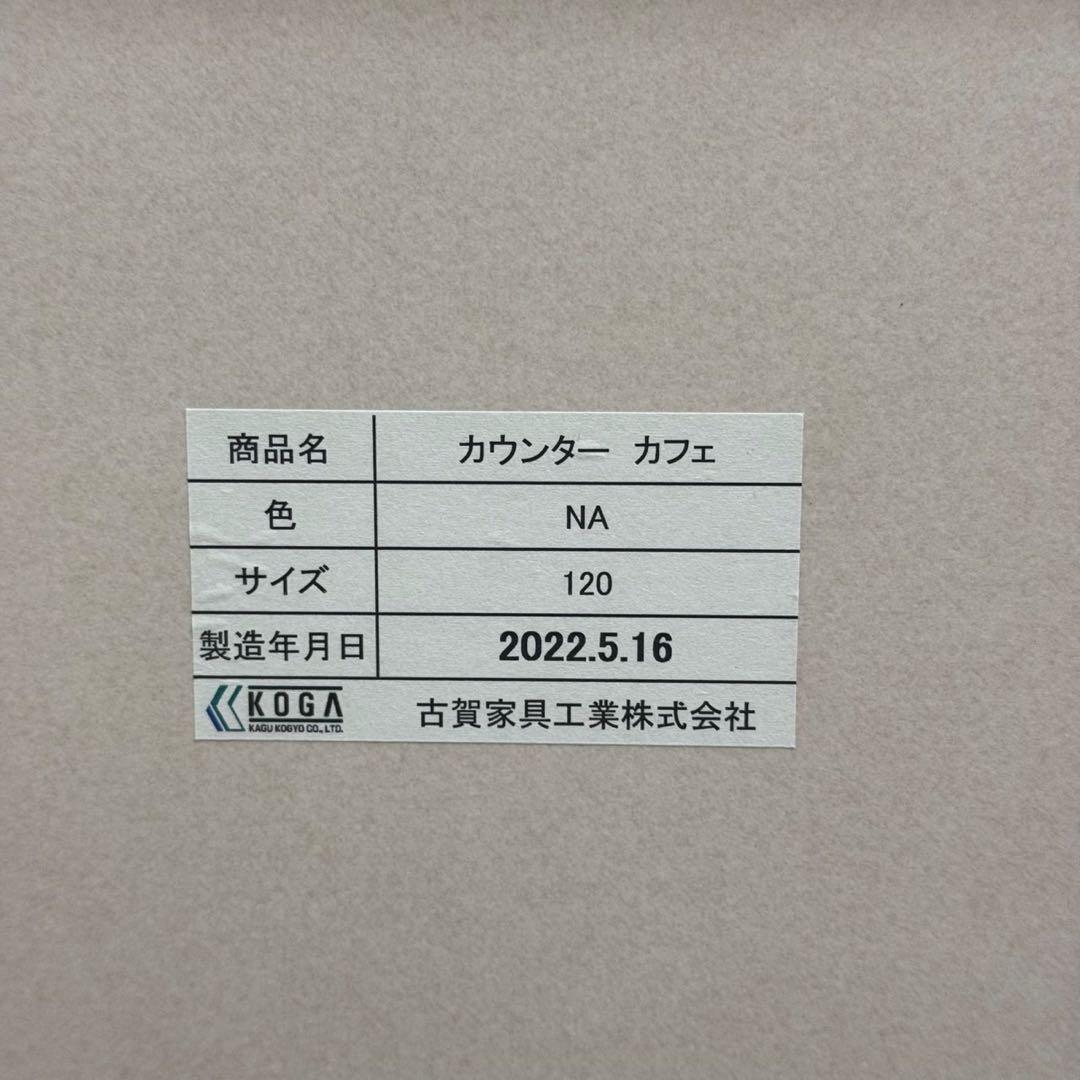 商品名 カウンター カフェ
色 NA
サイズ 120
製造年月日 2022.5.16
KOGA 古賀家具工業株式会社
KAGU KOGYO CO., LTD.